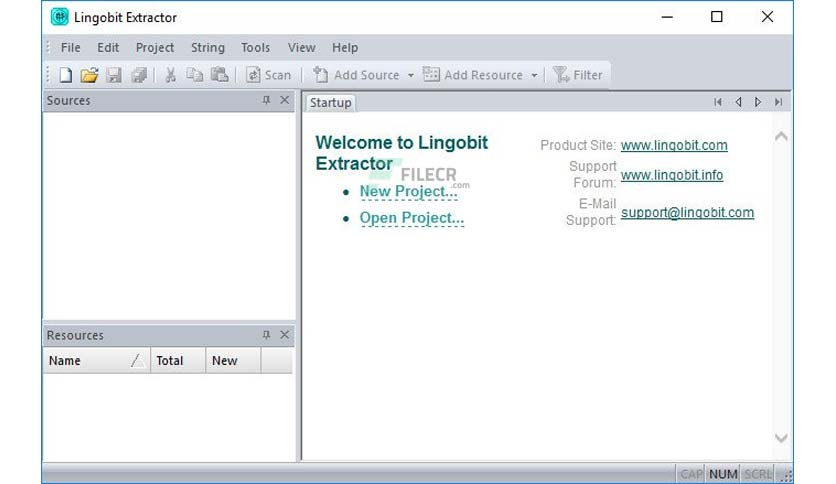 Lingobit Extractor
File Edit Project String Tools View Help
Scan Add Source Add Resource Filter
Sources
Startup
Welcome to Lingobit
Extractor
New Project...
Open Project...
Product Site: www.lingobit.com
Support
Forum: www.lingobit.info
E-Mail
Support: support@lingobit.com
FILECR
.com
Resources
Name Total New
CAP NUM SCRL